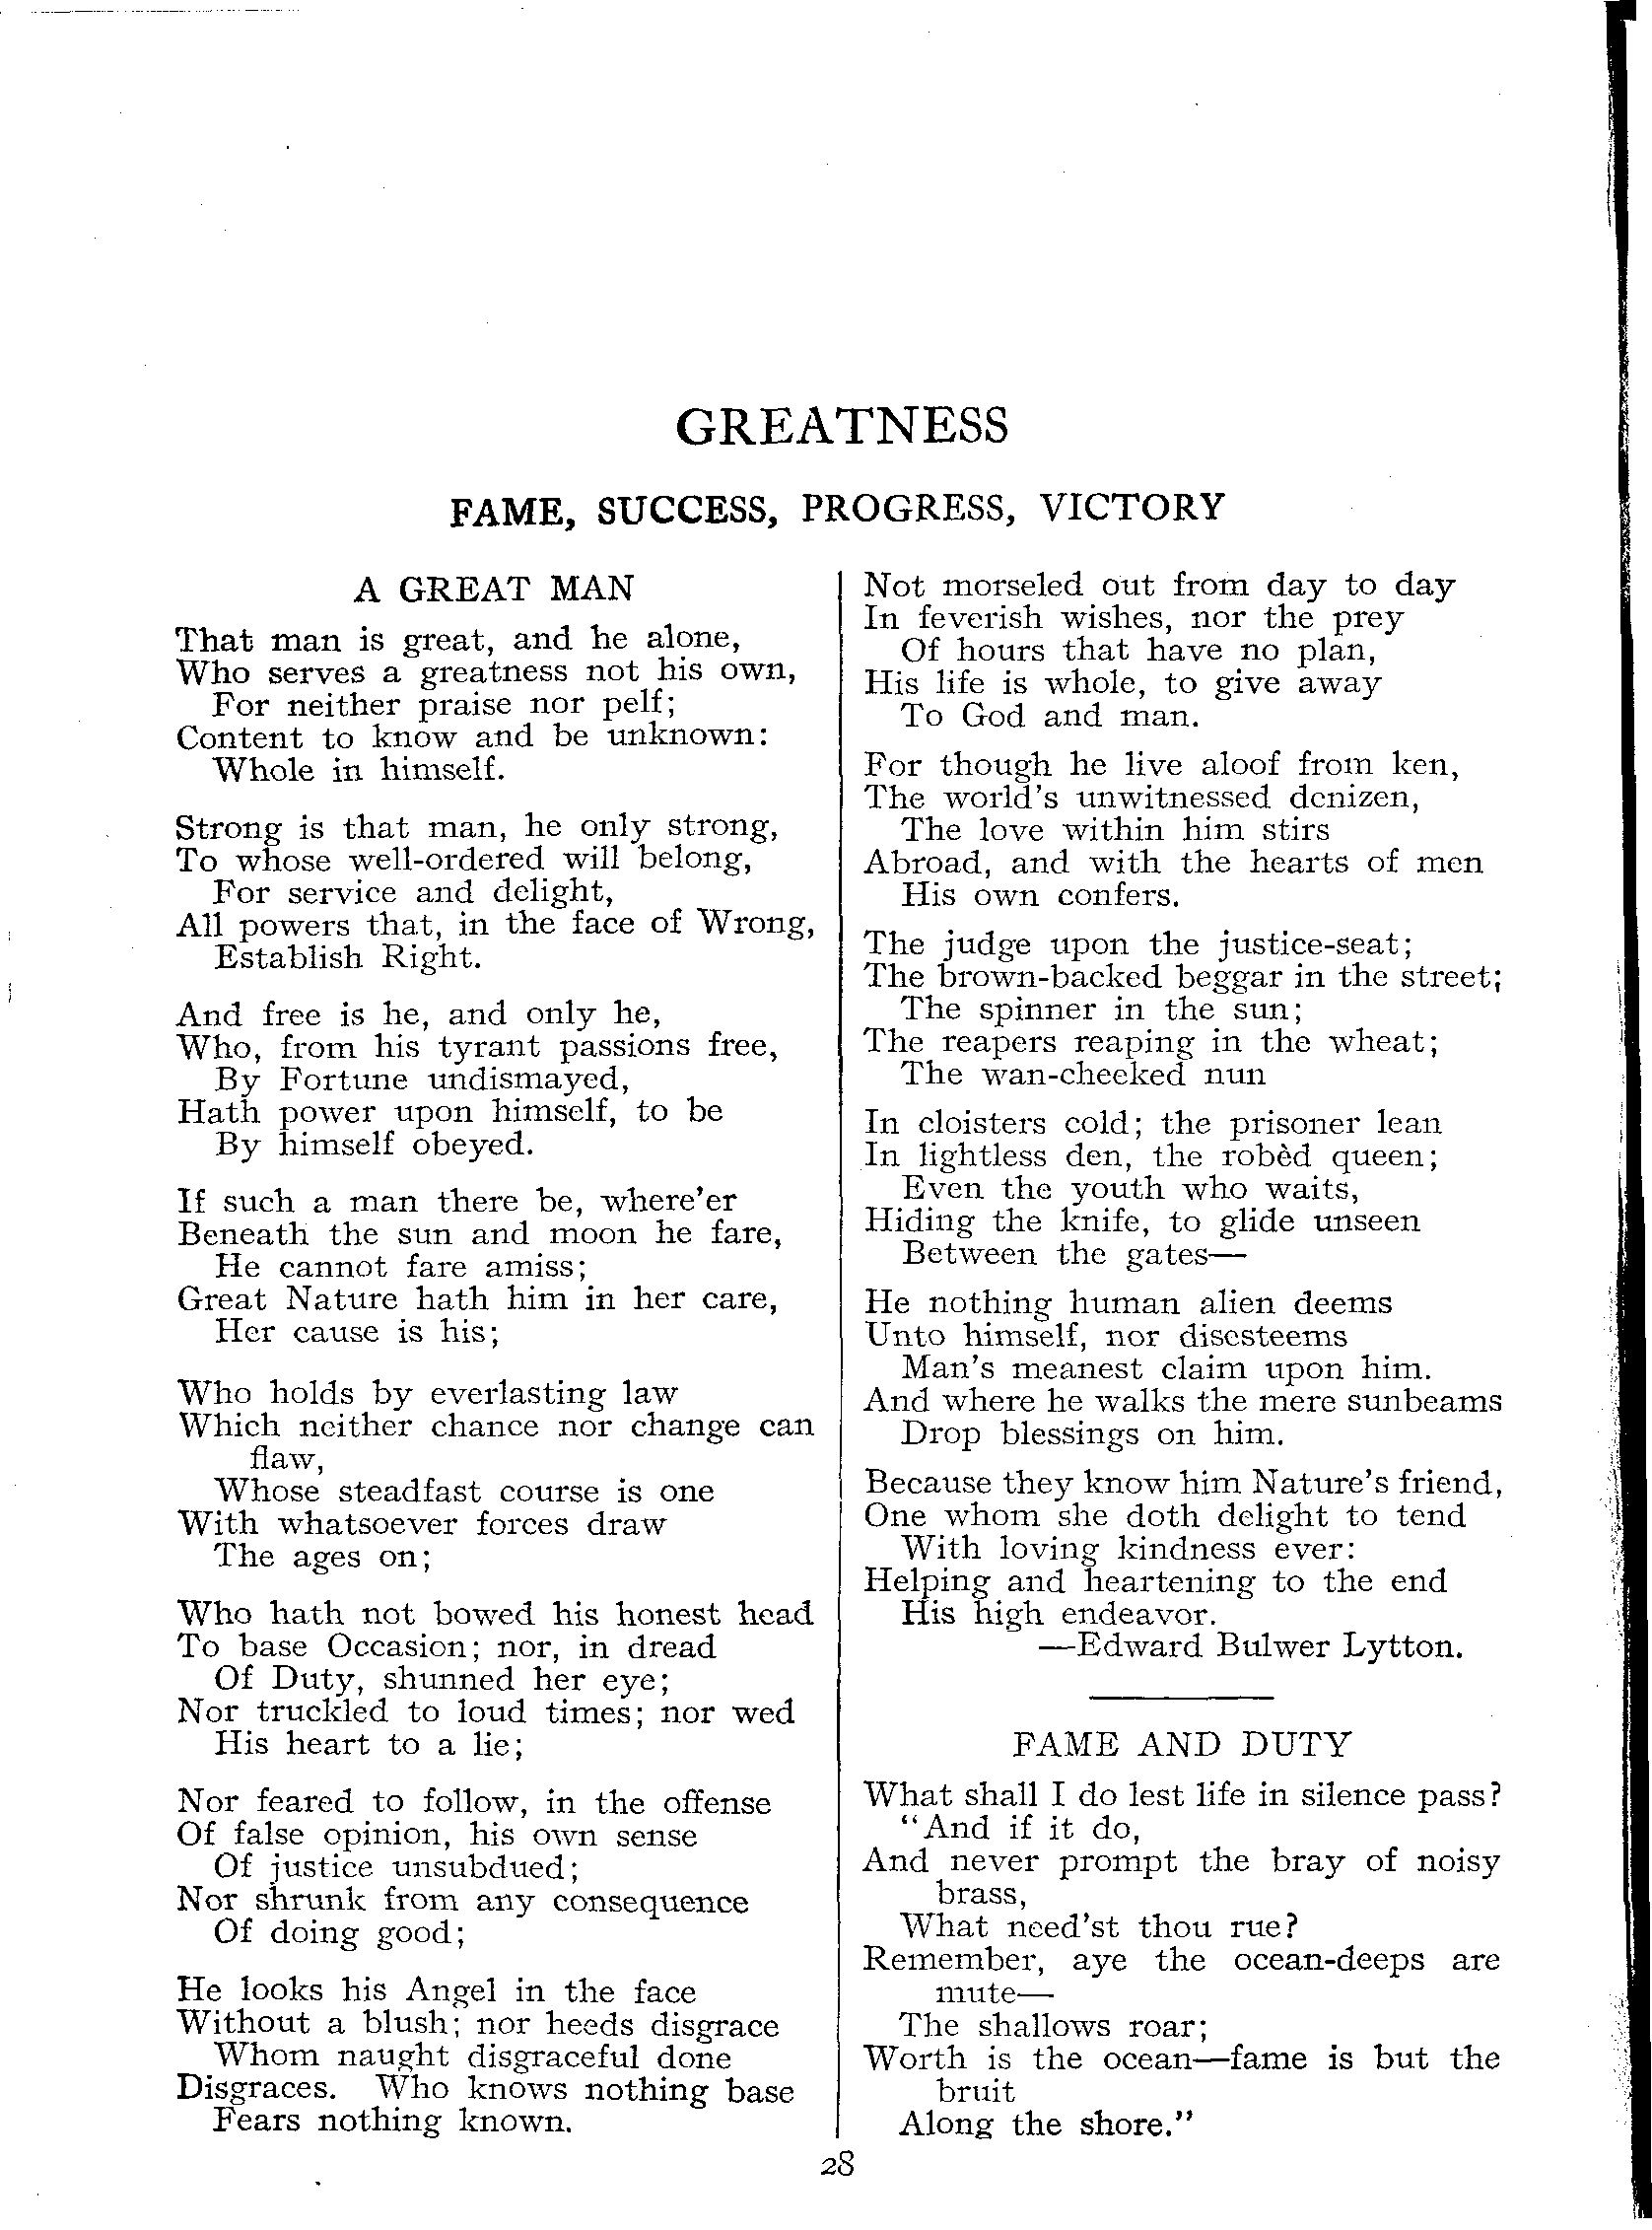 GREATNESS
FAME, SUCCESS, PROGRESS, VICTORY
A GREAT MAN
That man is great, and he alone,
Who serves a greatness not his own,
For neither praise nor pelf;
Content to know and be unknown:
Whole in himself.
Strong is that man, he only strong,
To whose well-ordered will belong,
For service and delight,
All powers that, in the face of Wrong,
Establish Right.
And free is he, and only he,
Who, from his tyrant passions free,
By Fortune undismayed,
Hath power upon himself, to be
By himself obeyed.
If such a man there be, where'er
Beneath the sun and moon he fare,
He cannot fare amiss;
Great Nature hath him in her care,
Her cause is his;
Who holds by everlasting law
Which neither chance nor change can
flaw,
Whose steadfast course is one
With whatsoever forces draw
The ages on;
Who hath not bowed his honest head
To base Occasion; nor, in dread
Of Duty, shunned her eye;
Nor truckled to loud times; nor wed
His heart to a lie;
Nor feared to follow, in the offense
Of false opinion, his own sense
Of justice unsubdued;
Nor shrunk from any consequence
Of doing good;
He looks his Angel in the face
Without a blush; nor heeds disgrace
Whom naught disgraceful done
Disgraces. Who knows nothing base
Fears nothing known.
Not morseled out from day to day
In feverish wishes, nor the prey
Of hours that have no plan,
His life is whole, to give away
To God and man.
For though he live aloof from ken,
The world's unwitnessed denizen,
The love within him stirs
Abroad, and with the hearts of men
His own confers.
The judge upon the justice-seat;
The brown-backed beggar in the street;
The spinner in the sun;
The reapers reaping in the wheat;
The wan-cheeked nun
In cloisters cold; the prisoner lean
In lightless den, the robèd queen;
Even the youth who waits,
Hiding the knife, to glide unseen
Between the gates—
He nothing human alien deems
Unto himself, nor disesteems
Man's meanest claim upon him.
And where he walks the mere sunbeams
Drop blessings on him.
Because they know him Nature's friend,
One whom she doth delight to tend
With loving kindness ever:
Helping and heartening to the end
His high endeavor.
—Edward Bulwer Lytton.
FAME AND DUTY
What shall I do lest life in silence pass?
"And if it do,
And never prompt the bray of noisy
brass,
What need'st thou rue?
Remember, aye the ocean-deeps are
mute—
The shallows roar;
Worth is the ocean—fame is but the
bruit
Along the shore."
28